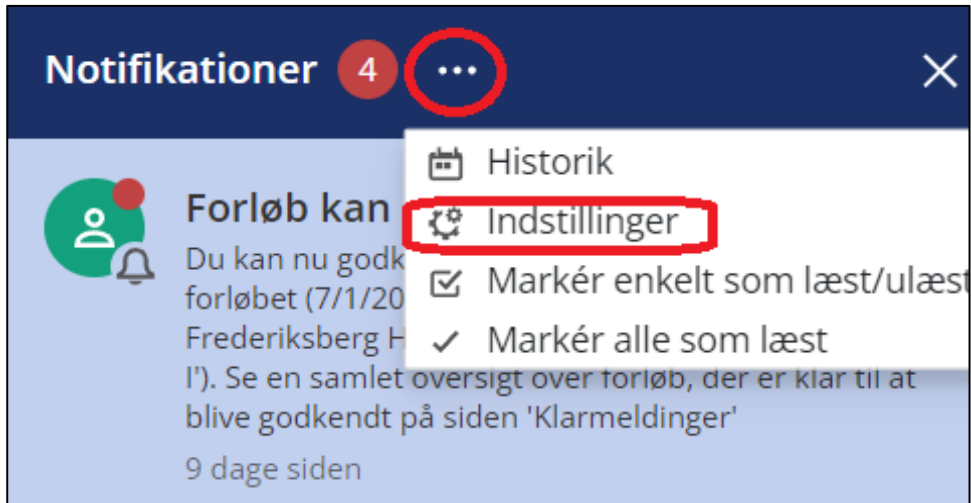 Notifikationer 4 ...
Historik
Forløb kan
Indstillinger
Du kan nu
forløbet (7/1/20
Markér enkelt som læst/ulæst
Frederiksberg
Markér alle som læst
I'). Se en samlet oversigt over forløb, der er klar til at
blive godkendt på siden 'Klarmeldinger'
9 dage siden